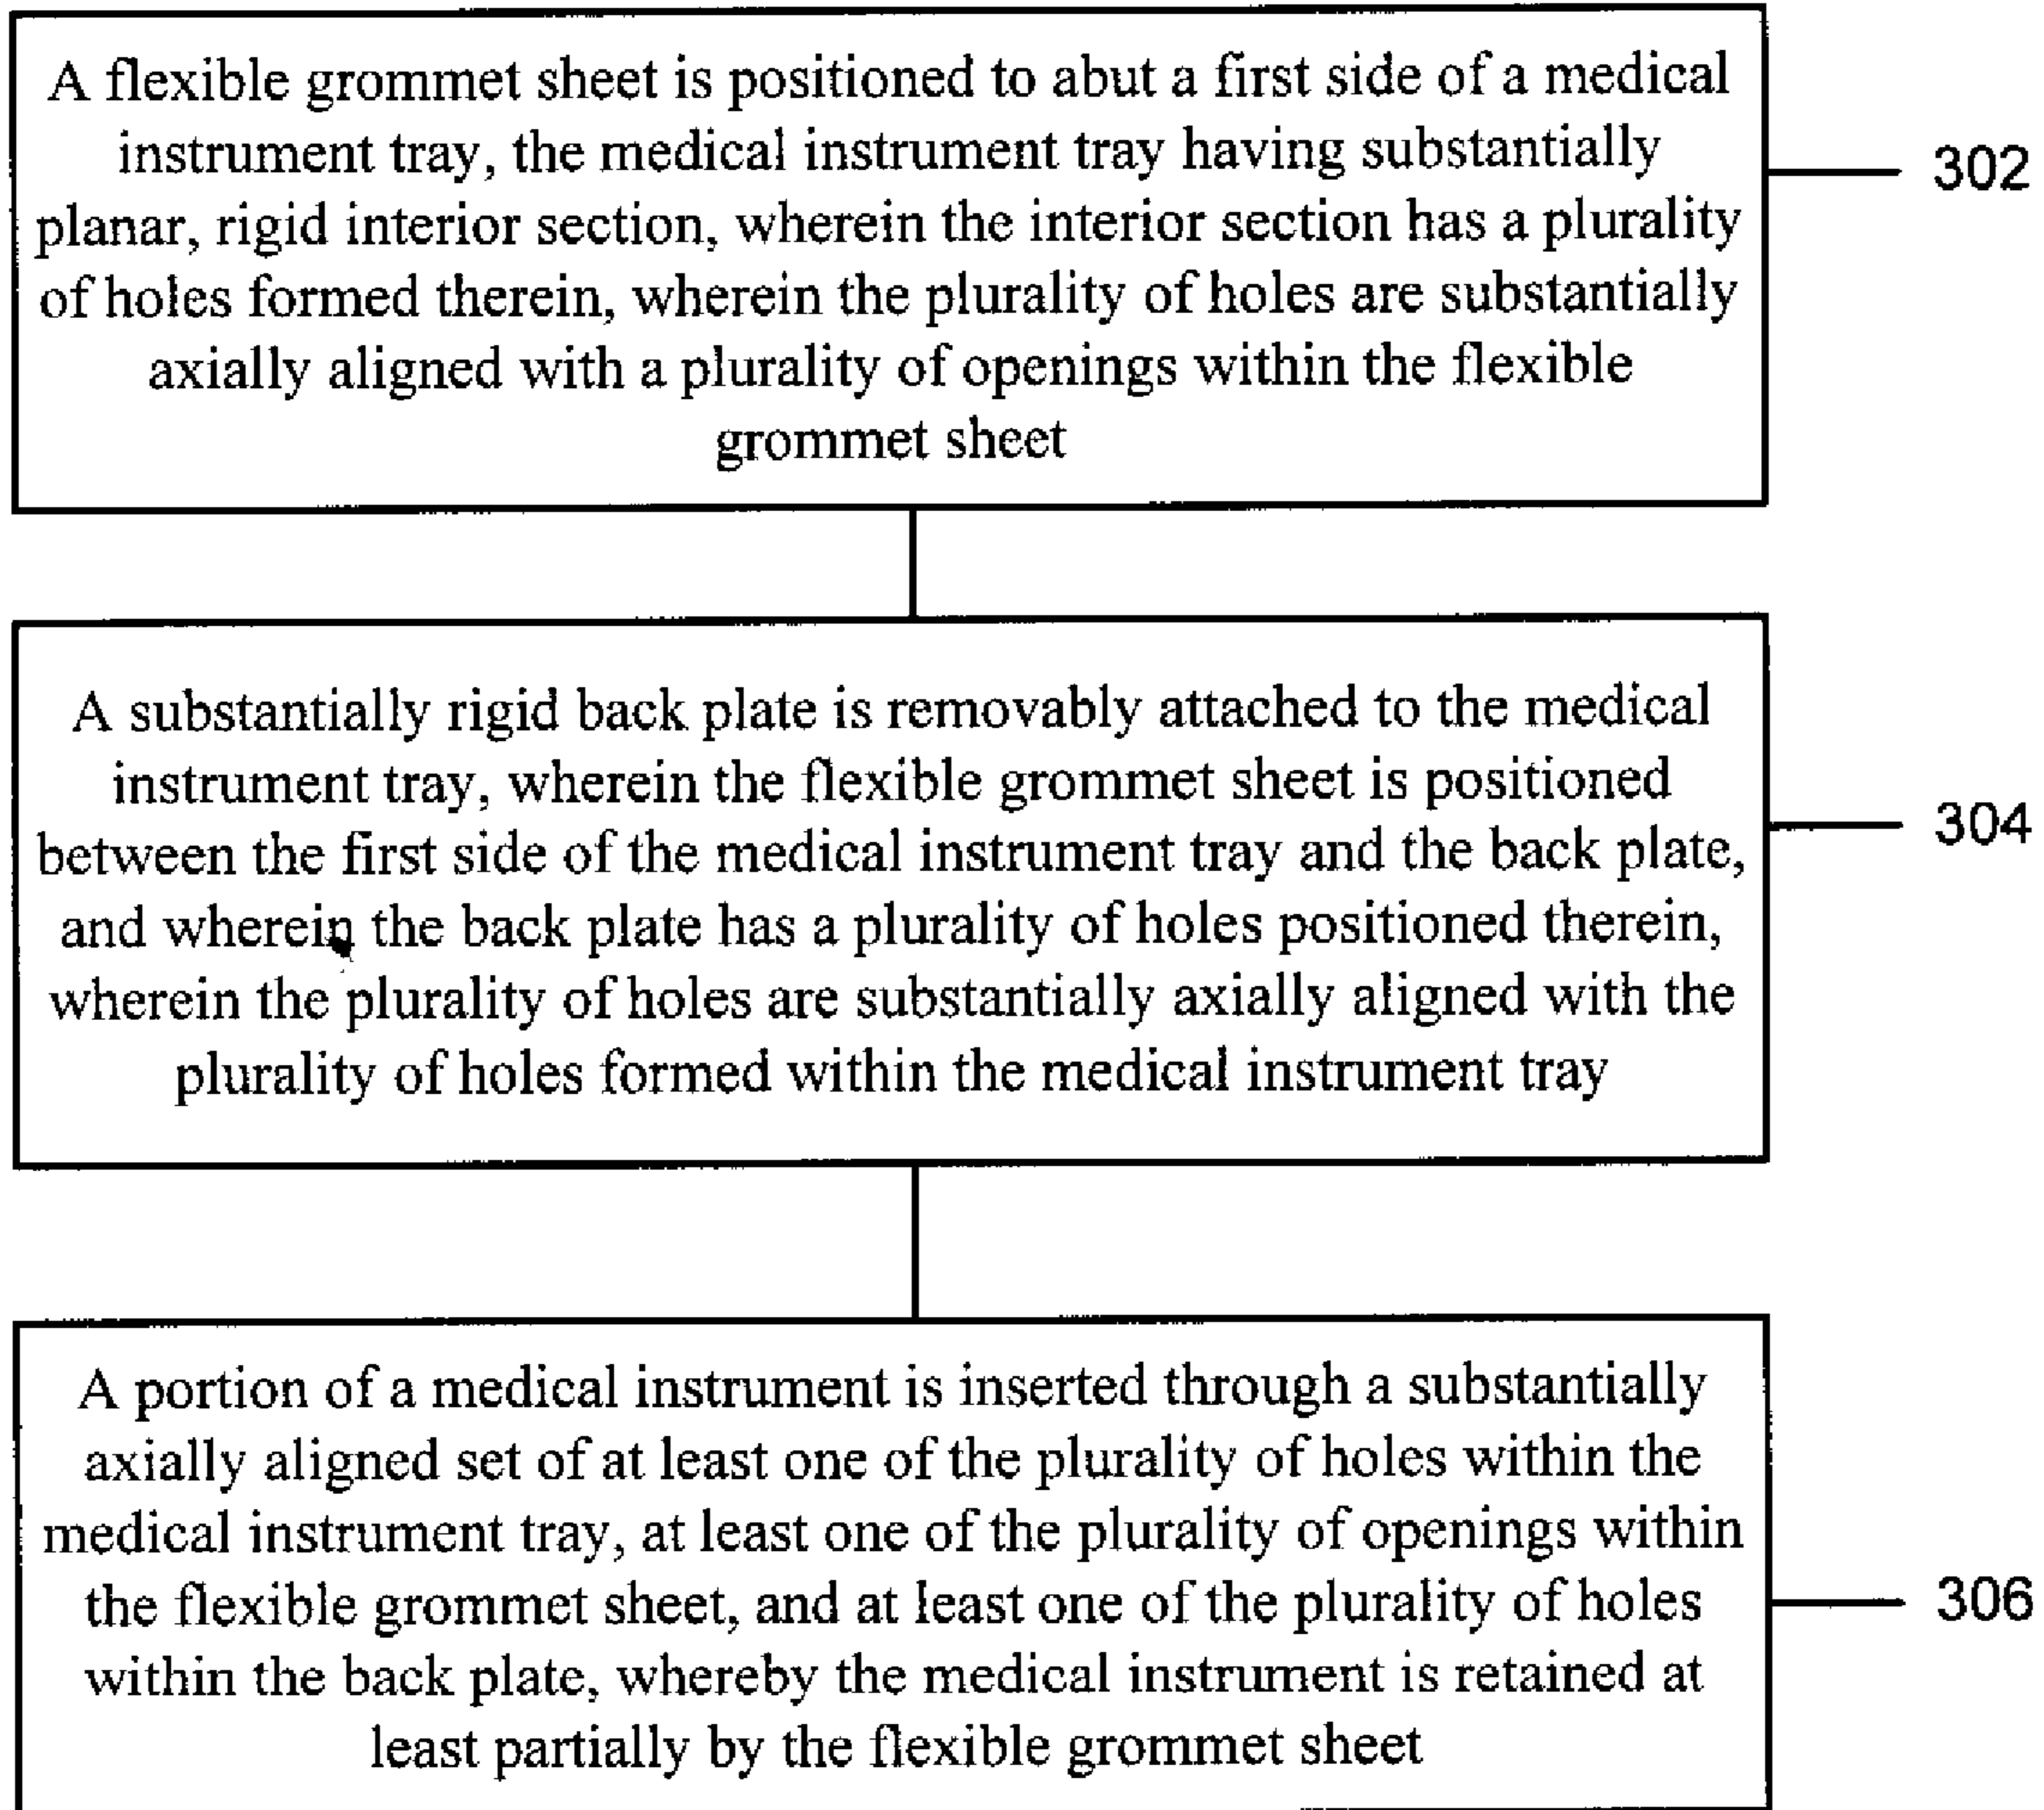 A flexible grommet sheet is positioned to abut a first side of a medical
instrument tray, the medical instrument tray having substantially
planar, rigid interior section, wherein the interior section has a plurality
of holes formed therein, wherein the plurality of holes are substantially
axially aligned with a plurality of openings within the flexible
grommet sheet
302
A substantially rigid back plate is removably attached to the medical
instrument tray, wherein the flexible grommet sheet is positioned
between the first side of the medical instrument tray and the back plate,
and wherein the back plate has a plurality of holes positioned therein,
wherein the plurality of holes are substantially axially aligned with the
plurality of holes formed within the medical instrument tray
304
A portion of a medical instrument is inserted through a substantially
axially aligned set of at least one of the plurality of holes within the
medical instrument tray, at least one of the plurality of openings within
the flexible grommet sheet, and at least one of the plurality of holes
within the back plate, whereby the medical instrument is retained at
least partially by the flexible grommet sheet
306